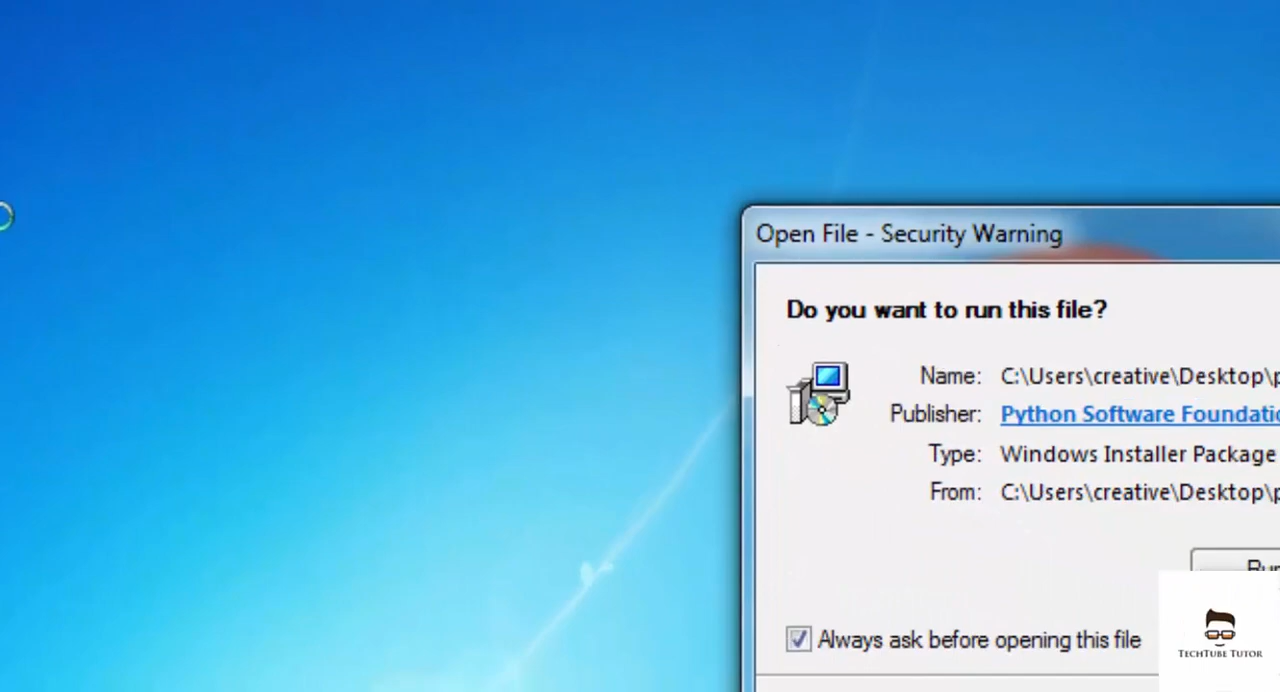 Open File - Security Warning
Do you want to run this file?
Name: C:\Users\creative\Desktop\p
Publisher: Python Software Foundatio
Type: Windows Installer Package
From: C:\Users\creative\Desktop\p
Always ask before opening this file
TechTube Tutor